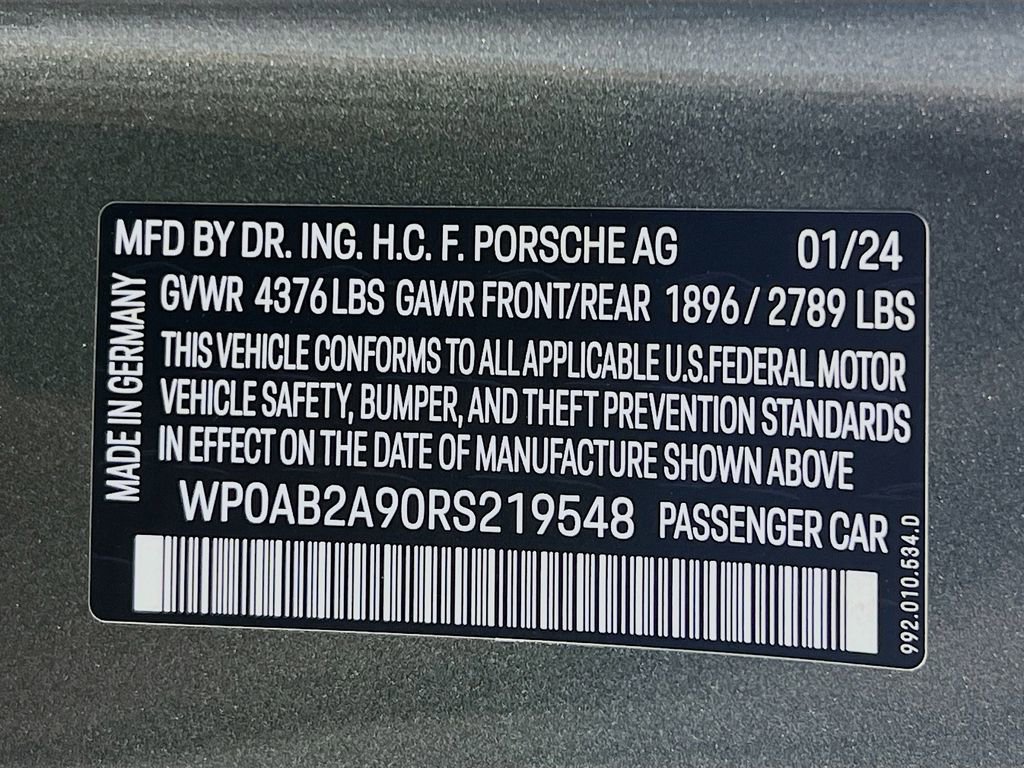 MFD BY DR. ING. H.C. F. PORSCHE AG 01/24
GVWR 4376 LBS GAWR FRONT/REAR 1896 / 2789 LBS
THIS VEHICLE CONFORMS TO ALL APPLICABLE U.S.FEDERAL MOTOR
VEHICLE SAFETY, BUMPER, AND THEFT PREVENTION STANDARDS
IN EFFECT ON THE DATE OF MANUFACTURE SHOWN ABOVE
WP0AB2A90RS219548 PASSENGER CAR
MADE IN GERMANY
992.010.534.D